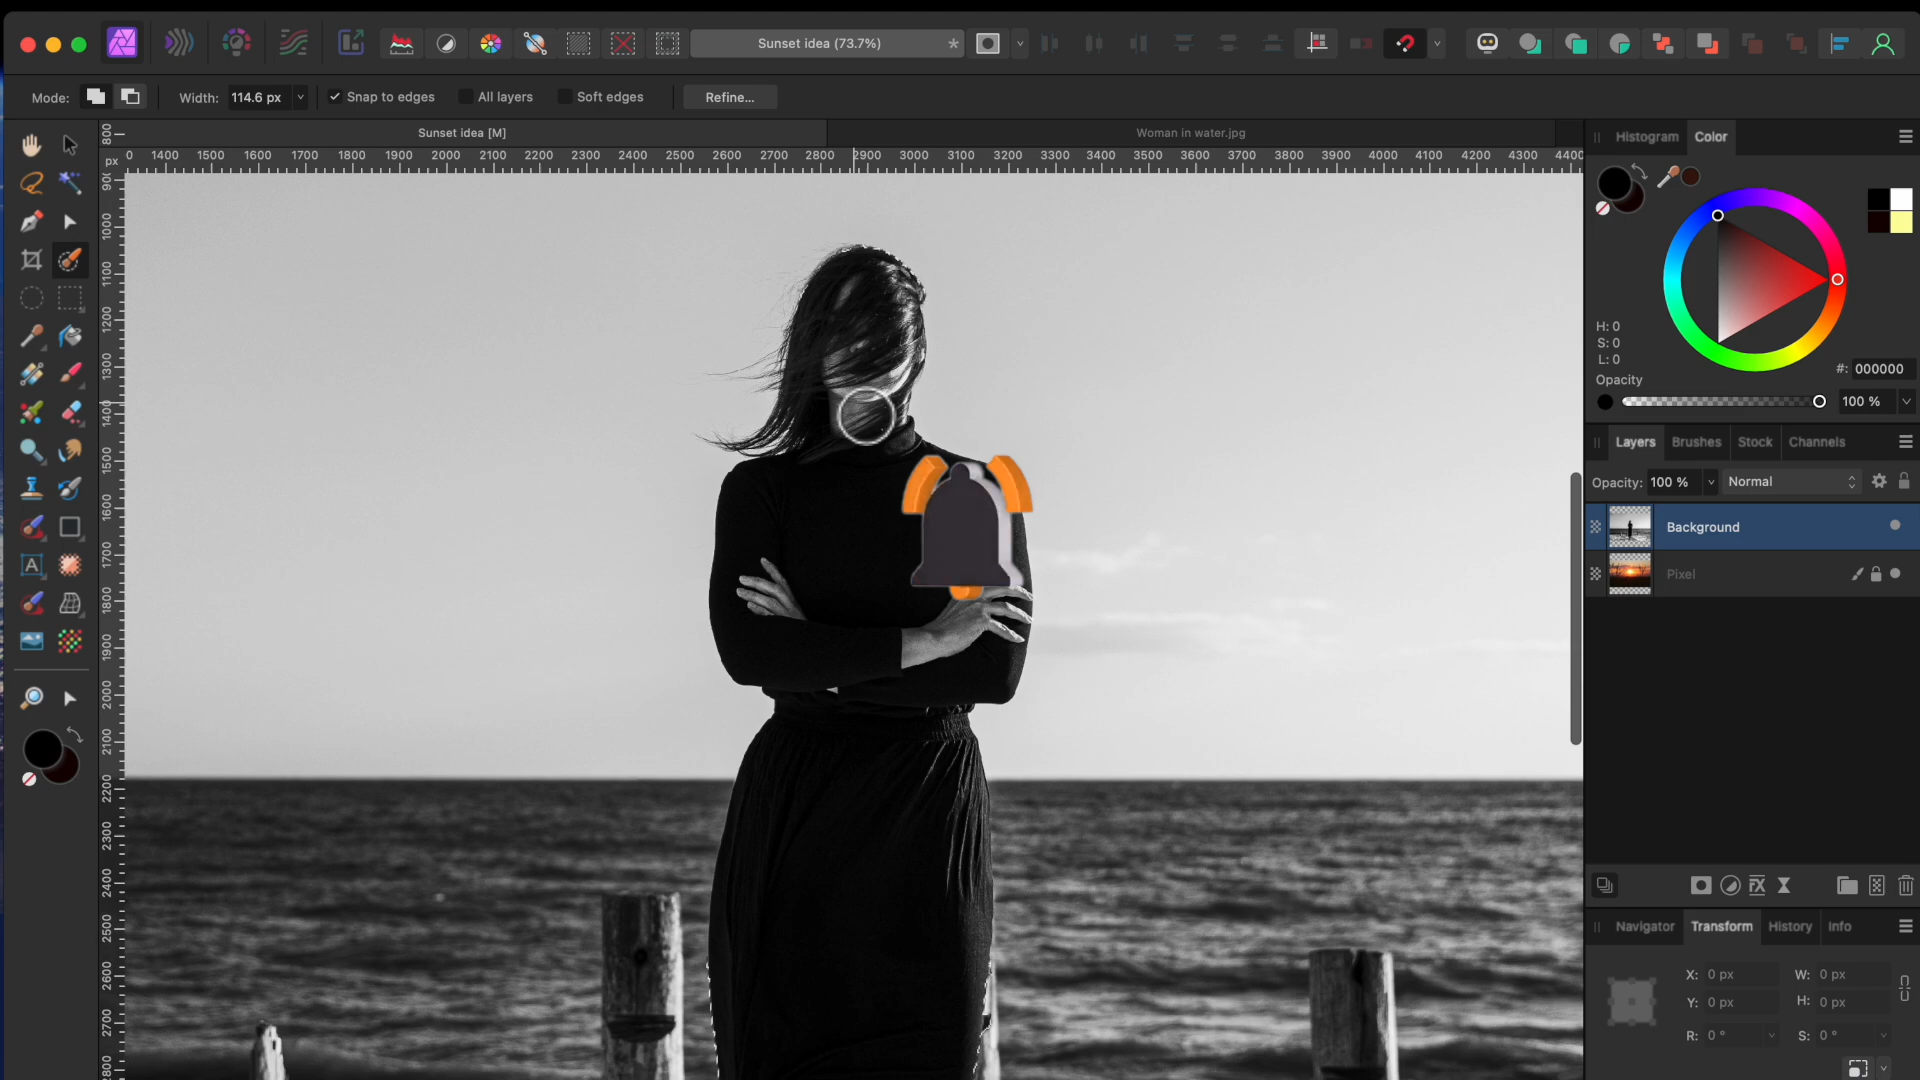 Sunset idea (73.7%)
*
Mode:
Width: 114.6 px
Snap to edges
All layers
Soft edges
Refine...
Sunset idea [M]
Woman in water.jpg
px
0 1400 1500 1600 1700 1800 1900 2000 2100 2200 2300 2400 2500 2600 2700 2800 2900 3000 3100 3200 3300 3400 3500 3600 3700 3800 3900 4000 4100 4200 4300 4400
800
900
1000
1100
1200
1300
1400
1500
1600
1700
1800
1900
2000
2100
2200
2300
2400
2500
2600
2700
2800
A
Histogram Color
H: 0
S: 0
L: 0
#: 000000
Opacity
100 %
Layers Brushes Stock Channels
Opacity: 100 % Normal
Background
Pixel
FX
Navigator Transform History Info
X: 0 px W: 0 px
Y: 0 px H: 0 px
R: 0 ° S: 0 °